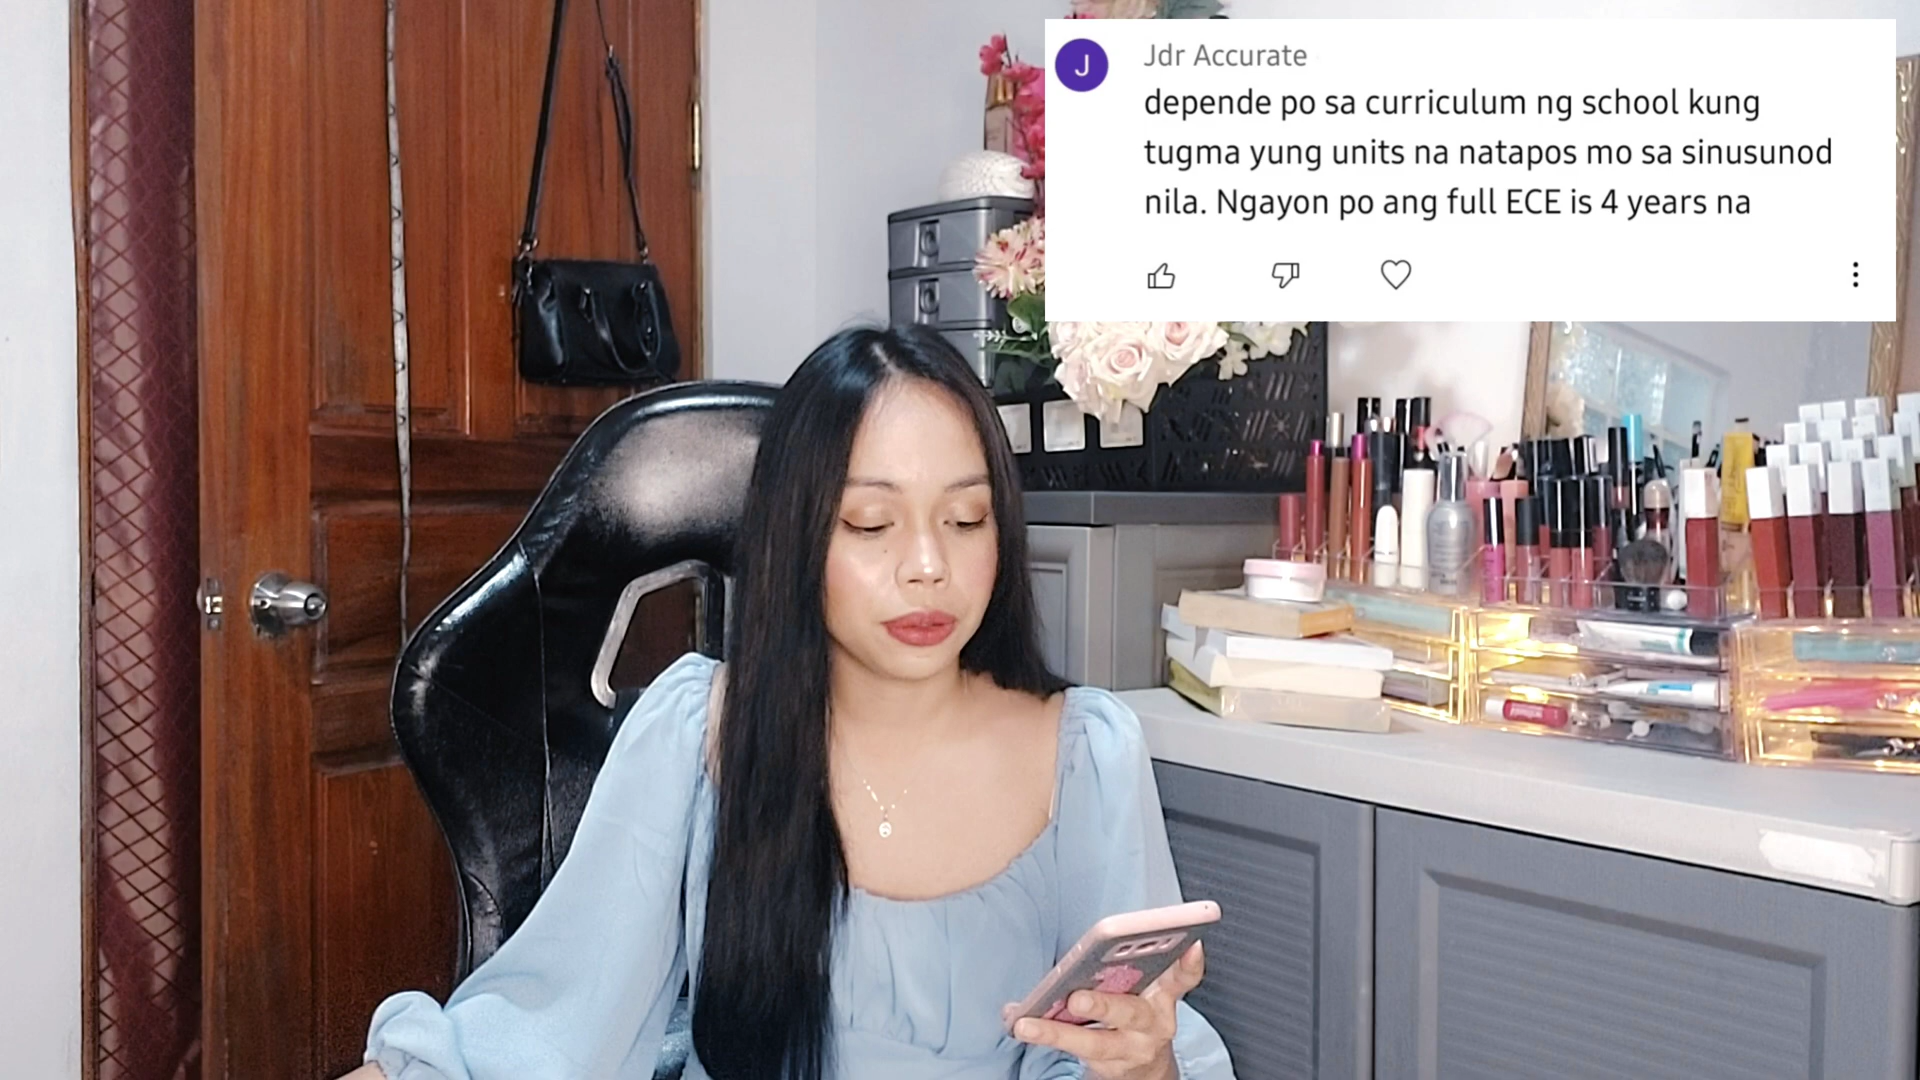 J
Jdr Accurate
depende po sa curriculum ng school kung
tugma yung units na natapos mo sa sinusunod
nila. Ngayon po ang full ECE is 4 years na